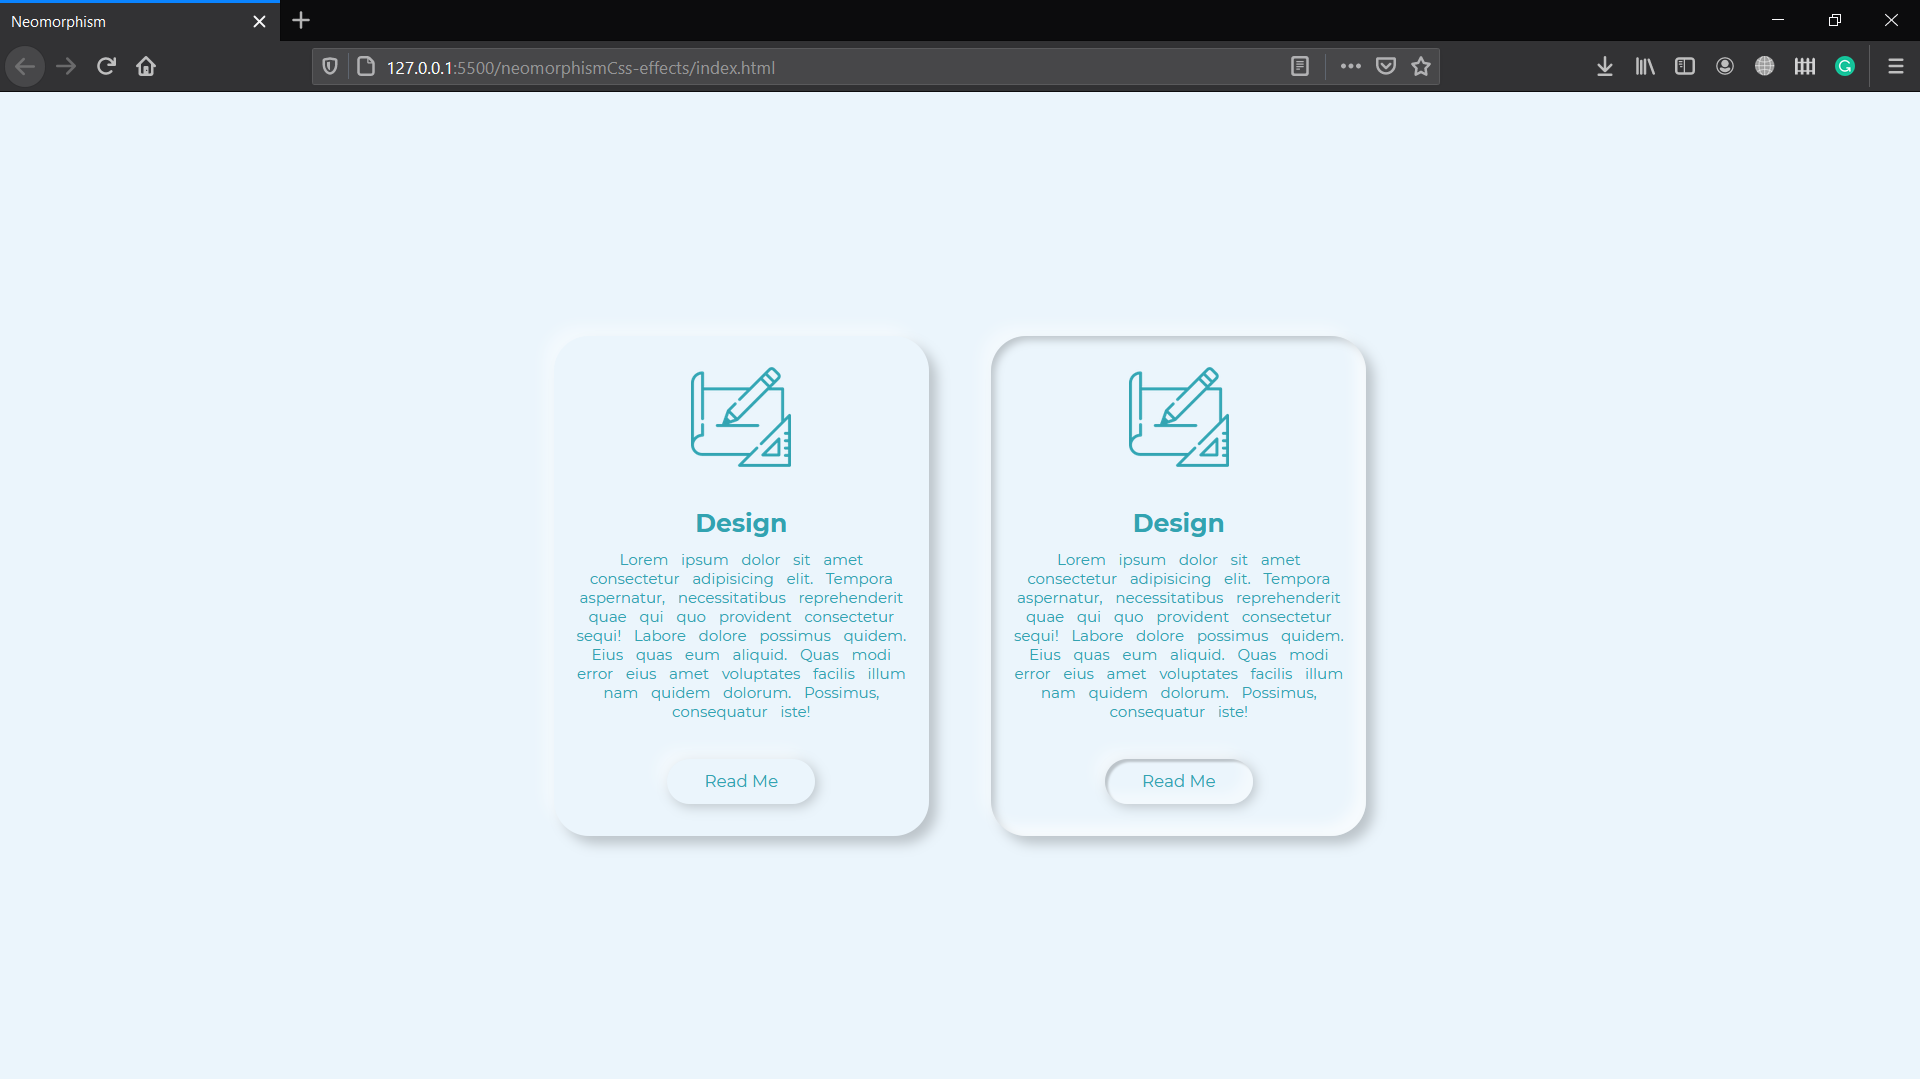 Neomorphism
127.0.0.1:5500/neomorphismCss-effects/index.html
Design
Lorem ipsum dolor sit amet
consectetur adipisicing elit. Tempora
aspernatur, necessitatibus reprehenderit
quae qui quo provident consectetur
sequi! Labore dolore possimus quidem.
Eius quas eum aliquid. Quas modi
error eius amet voluptates facilis illum
nam quidem dolorum. Possimus,
consequatur iste!
Read Me
Design
Lorem ipsum dolor sit amet
consectetur adipisicing elit. Tempora
aspernatur, necessitatibus reprehenderit
quae qui quo provident consectetur
sequi! Labore dolore possimus quidem.
Eius quas eum aliquid. Quas modi
error eius amet voluptates facilis illum
nam quidem dolorum. Possimus,
consequatur iste!
Read Me